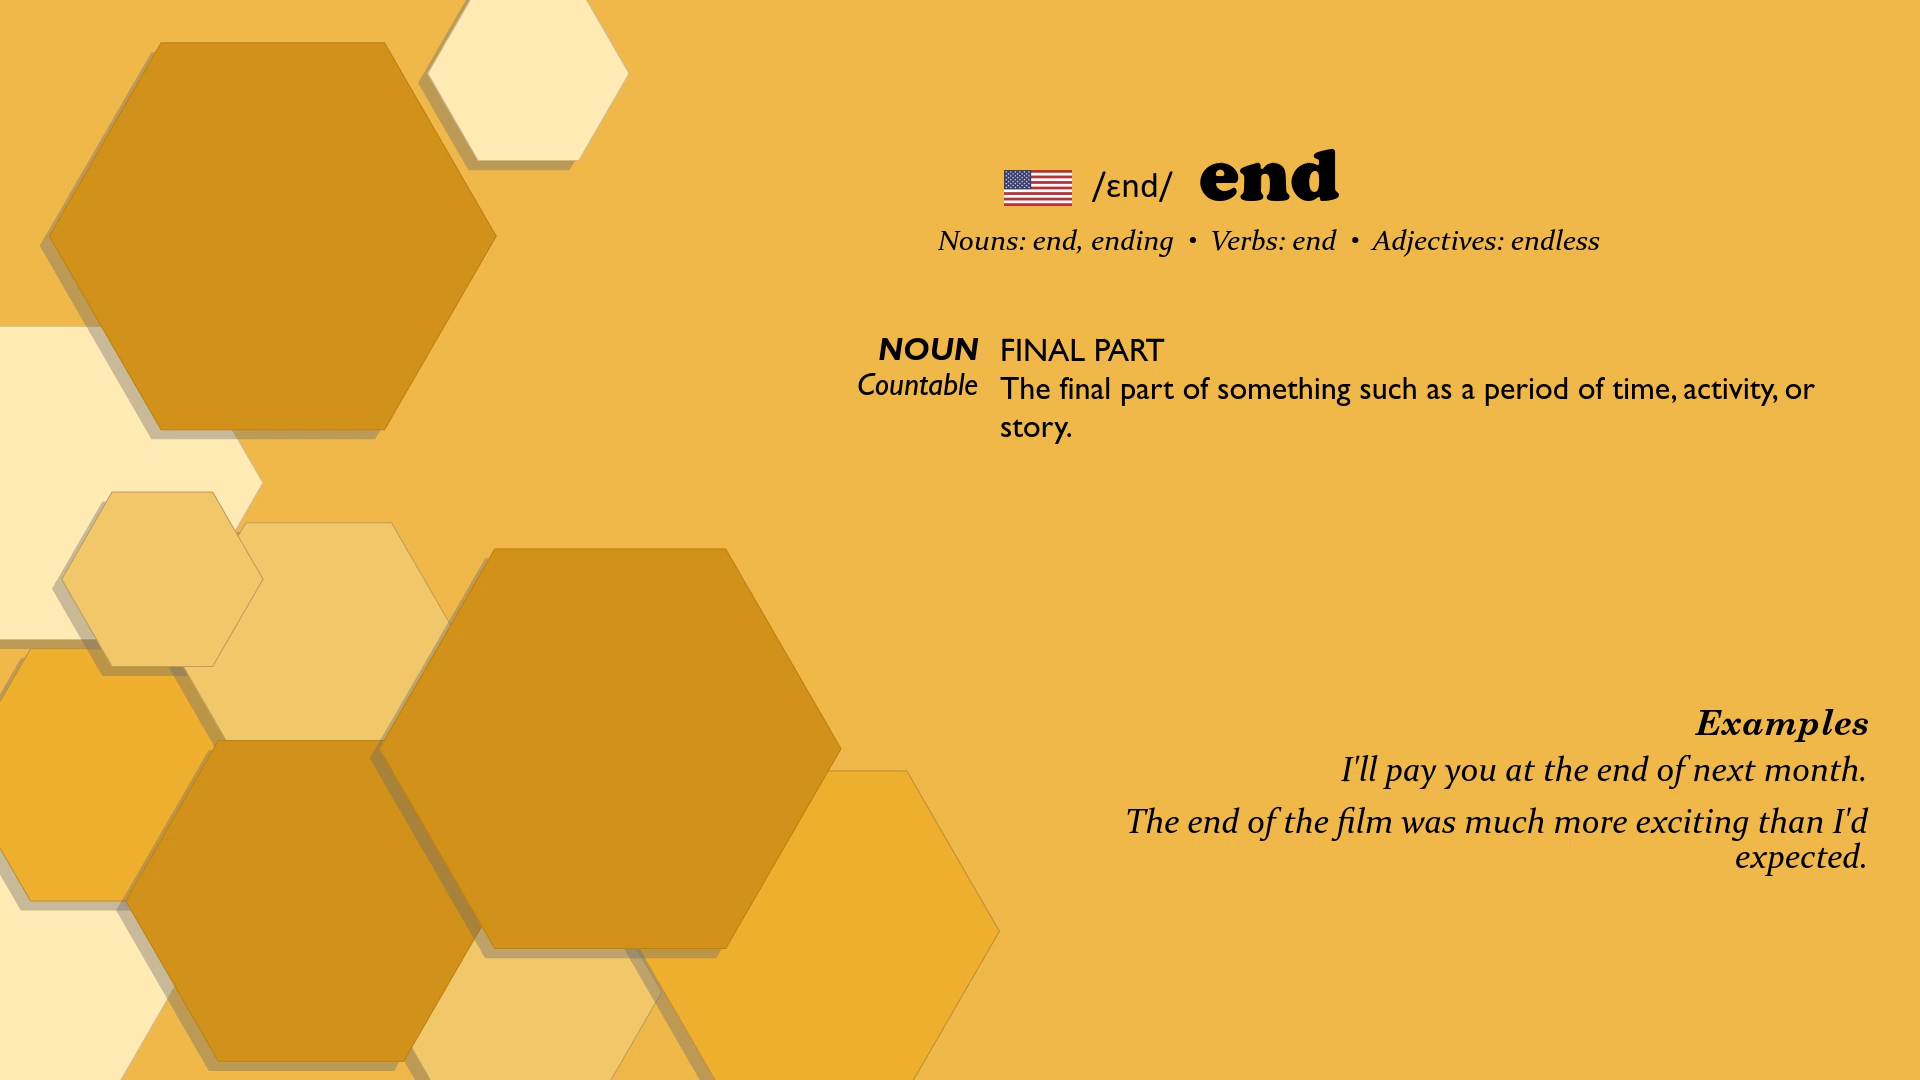 /ɛnd/ end
Nouns: end, ending • Verbs: end • Adjectives: endless
NOUN FINAL PART
Countable The final part of something such as a period of time, activity, or
story.
Examples
I'll pay you at the end of next month.
The end of the film was much more exciting than I'd
expected.